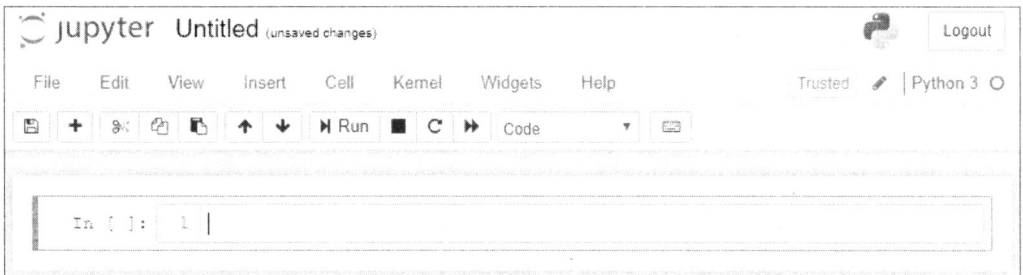 jupyter Untitled (unsaved changes) Logout
File Edit View Insert Cell Kernel Widgets Help Trusted Python 3
Run Code
In [ ]: 1